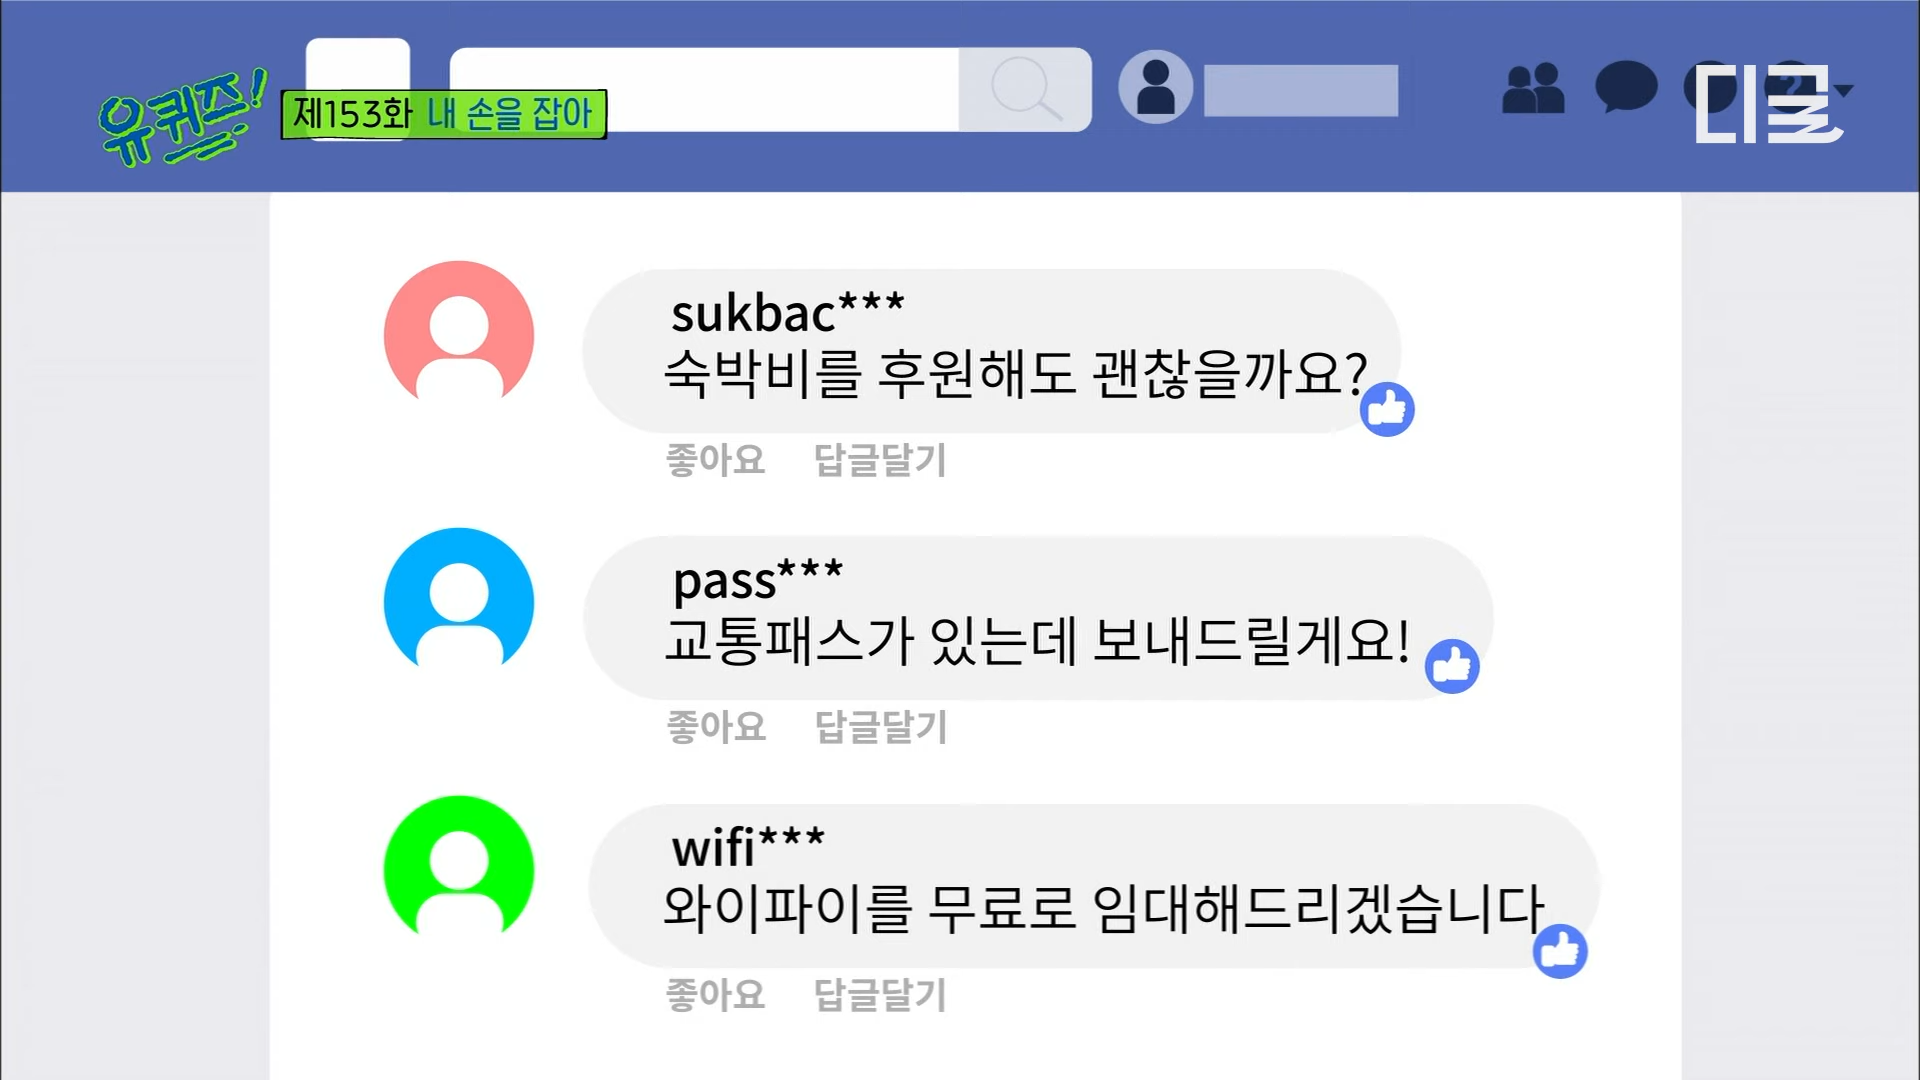 유퀴즈!
제153화 내 손을 잡아
디글
sukbac***
숙박비를 후원해도 괜찮을까요?
좋아요 답글달기
pass***
교통패스가 있는데 보내드릴게요!
좋아요 답글달기
wifi***
와이파이를 무료로 임대해드리겠습니다
좋아요 답글달기